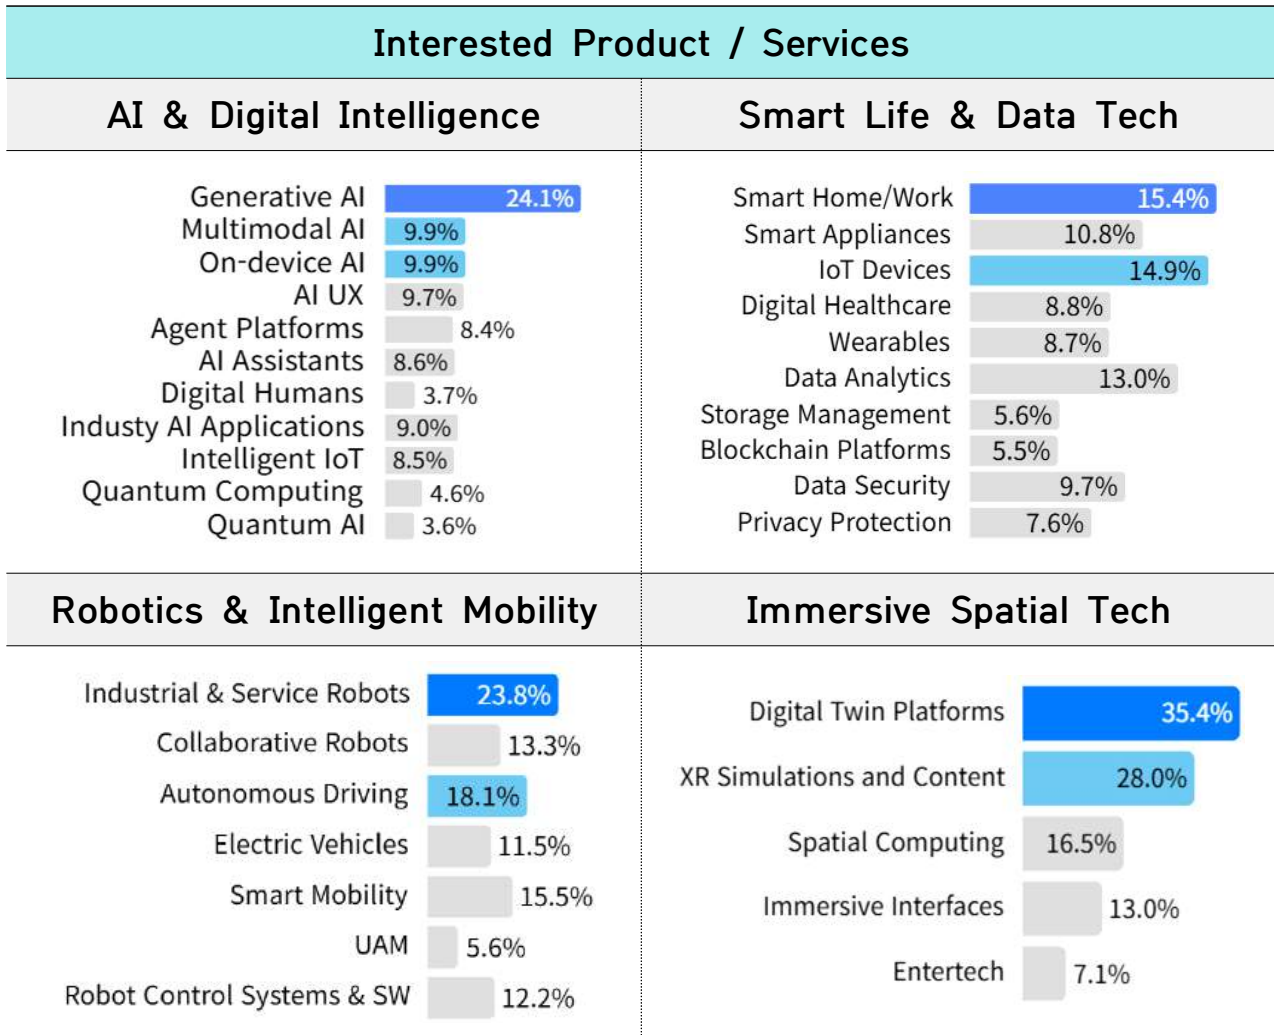 Interested Product / Services
AI & Digital Intelligence
Generative AI 24.1%
Multimodal AI 9.9%
On-device AI 9.9%
AI UX 9.7%
Agent Platforms 8.4%
AI Assistants 8.6%
Digital Humans 3.7%
Industy AI Applications 9.0%
Intelligent IoT 8.5%
Quantum Computing 4.6%
Quantum AI 3.6%
Smart Life & Data Tech
Smart Home/Work 15.4%
Smart Appliances 10.8%
IoT Devices 14.9%
Digital Healthcare 8.8%
Wearables 8.7%
Data Analytics 13.0%
Storage Management 5.6%
Blockchain Platforms 5.5%
Data Security 9.7%
Privacy Protection 7.6%
Robotics & Intelligent Mobility
Industrial & Service Robots 23.8%
Collaborative Robots 13.3%
Autonomous Driving 18.1%
Electric Vehicles 11.5%
Smart Mobility 15.5%
UAM 5.6%
Robot Control Systems & SW 12.2%
Immersive Spatial Tech
Digital Twin Platforms 35.4%
XR Simulations and Content 28.0%
Spatial Computing 16.5%
Immersive Interfaces 13.0%
Entertech 7.1%